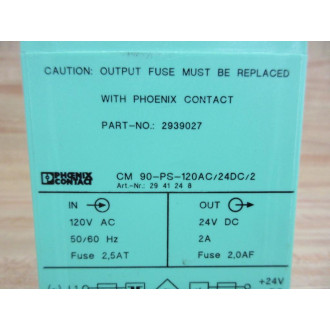 CAUTION: OUTPUT FUSE MUST BE REPLACED
WITH PHOENIX CONTACT
PART-NO.: 2939027
PHŒNIX
CONTACT
CM 90-PS-120AC/24DC/2
Art.-Nr.: 29 41 24 8
IN
OUT
120V AC
24V DC
50/60 Hz
2A
Fuse 2,5AT
Fuse 2,0AF
+24V